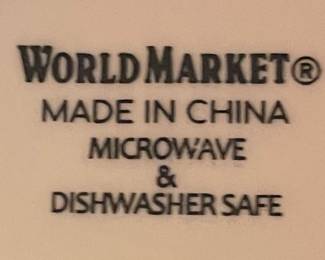 WORLD MARKET®
MADE IN CHINA
MICROWAVE
&
DISHWASHER SAFE